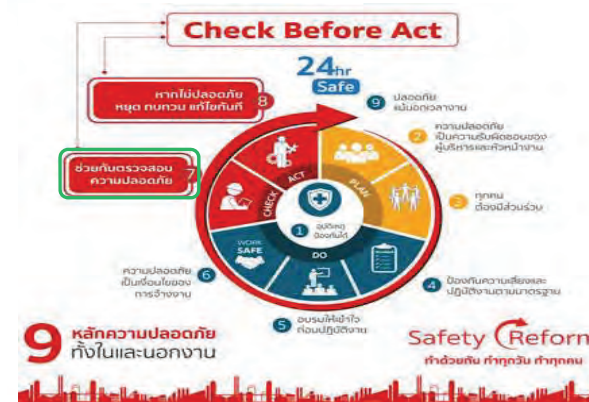 Check Before Act
24hr
Safe
หากไม่ปลอดภัย
หยุด ทบทวน แก้ไขทันที
8
ช่วยกันตรวจสอบ
ความปลอดภัย
7
9
ปลอดภัย
แม้นอกเวลางาน
2
ความปลอดภัย
เป็นความรับผิดชอบของ
ผู้บริหารและหัวหน้างาน
3
ทุกคน
ต้องมีส่วนร่วม
ACT
PLAN
CHECK
DO
1
อุบัติเหตุ
ป้องกันได้
WORK
SAFE
6
ความปลอดภัย
เป็นเงื่อนไขของ
การจ้างงาน
4
ป้องกันความเสี่ยงและ
ปฏิบัติงานตามมาตรฐาน
5
อบรมให้เข้าใจ
ก่อนปฏิบัติงาน
9
หลักความปลอดภัย
ทั้งในและนอกงาน
Safety Reform
ทำด้วยกัน ทำทุกวัน ทำทุกคน